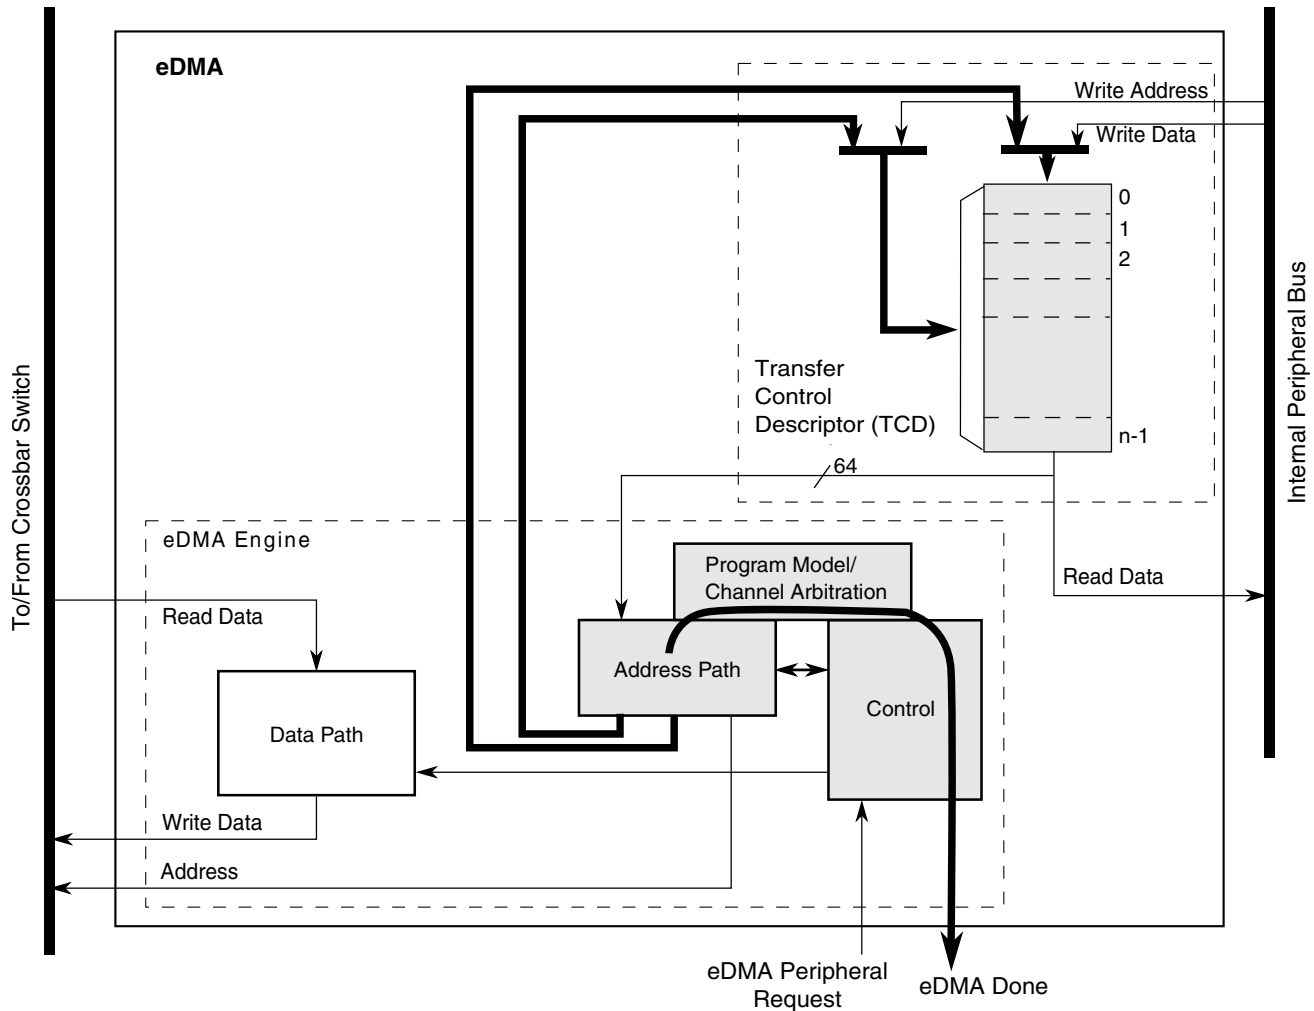 eDMA
Write Address
Write Data
0
1
2
n-1
Transfer
Control
Descriptor (TCD)
64
To/From Crossbar Switch
Internal Peripheral Bus
eDMA Engine
Program Model/
Channel Arbitration
Read Data
Read Data
Address Path
Control
Data Path
Write Data
Address
eDMA Peripheral
Request
eDMA Done